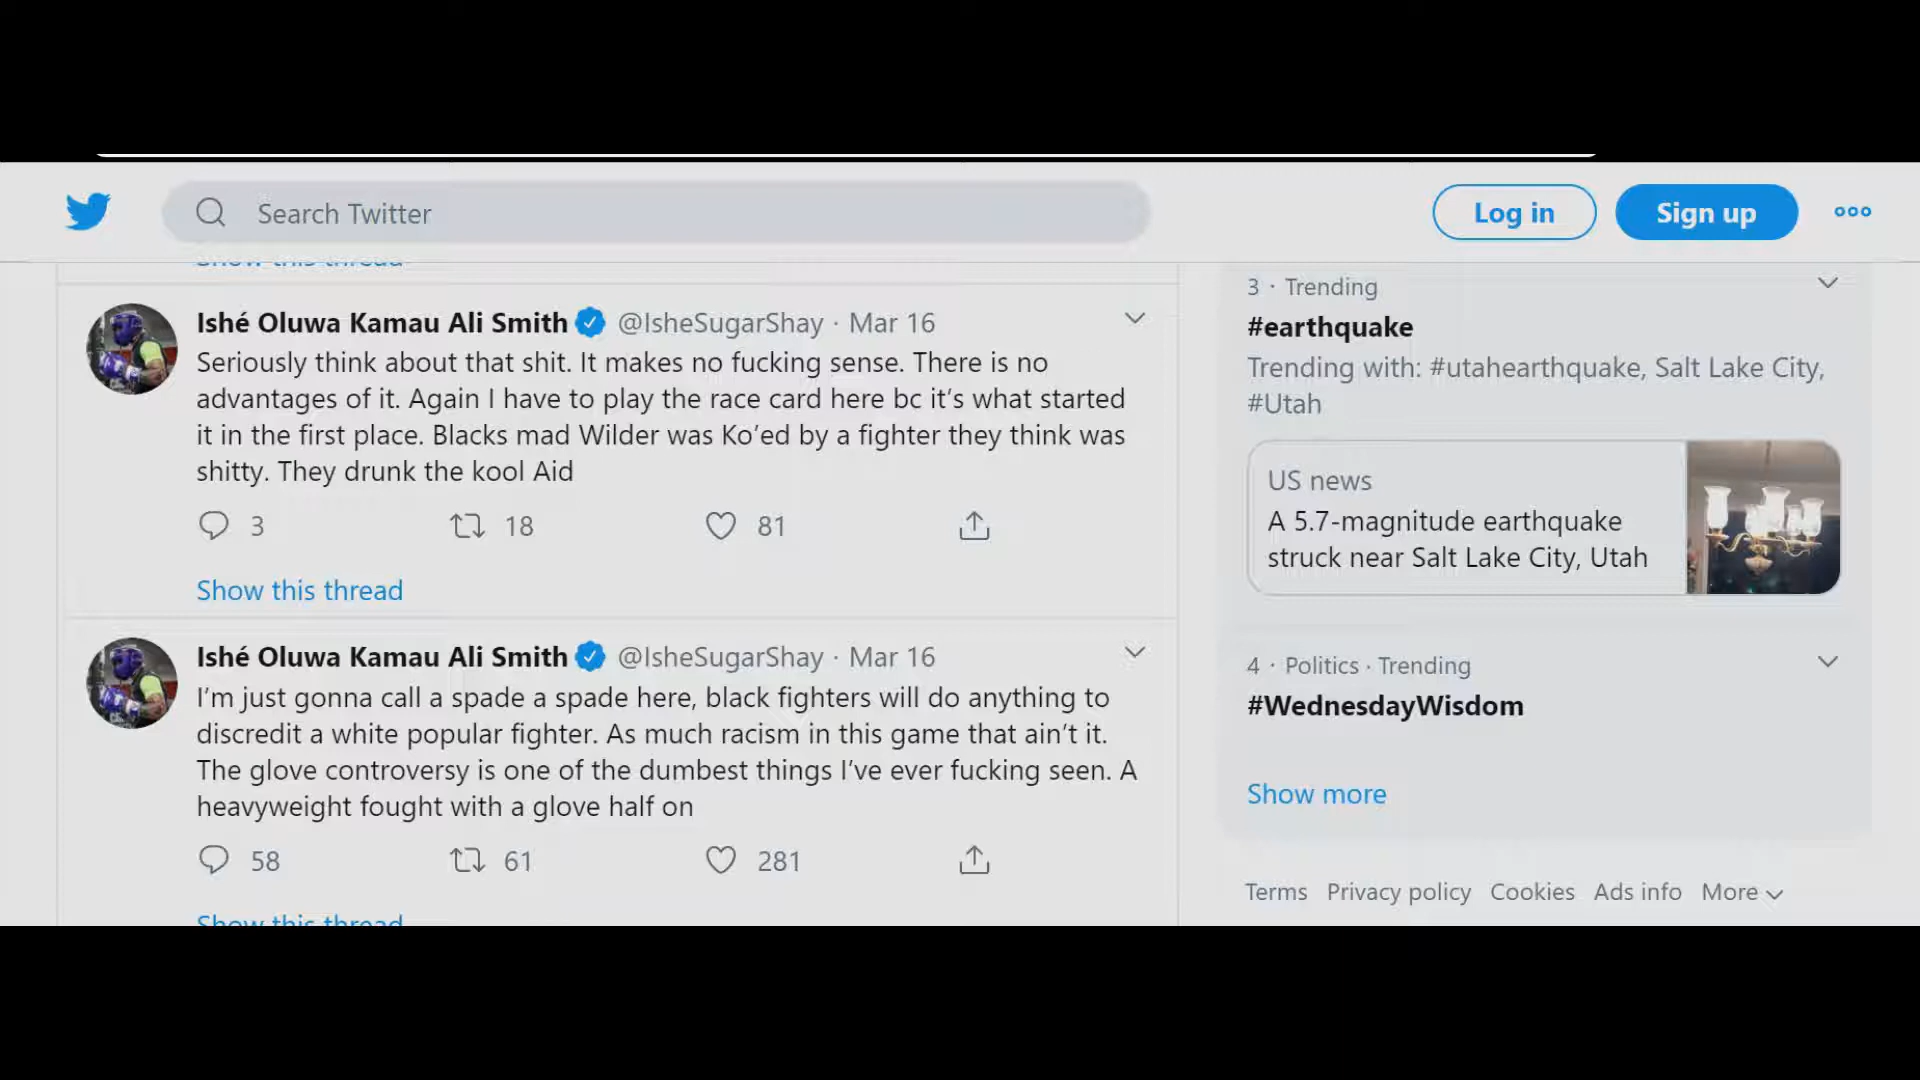 Search Twitter
Log in
Sign up
Show this thread
Ishé Oluwa Kamau Ali Smith @IsheSugarShay · Mar 16
Seriously think about that shit. It makes no fucking sense. There is no
advantages of it. Again I have to play the race card here bc it's what started
it in the first place. Blacks mad Wilder was Ko'ed by a fighter they think was
shitty. They drunk the kool Aid
3 18 81
Show this thread
Ishé Oluwa Kamau Ali Smith @IsheSugarShay · Mar 16
I'm just gonna call a spade a spade here, black fighters will do anything to
discredit a white popular fighter. As much racism in this game that ain't it.
The glove controversy is one of the dumbest things I've ever fucking seen. A
heavyweight fought with a glove half on
58 61 281
Show this thread
3 · Trending
#earthquake
Trending with: #utahearthquake, Salt Lake City,
#Utah
US news
A 5.7-magnitude earthquake
struck near Salt Lake City, Utah
4 · Politics · Trending
#WednesdayWisdom
Show more
Terms Privacy policy Cookies Ads info More